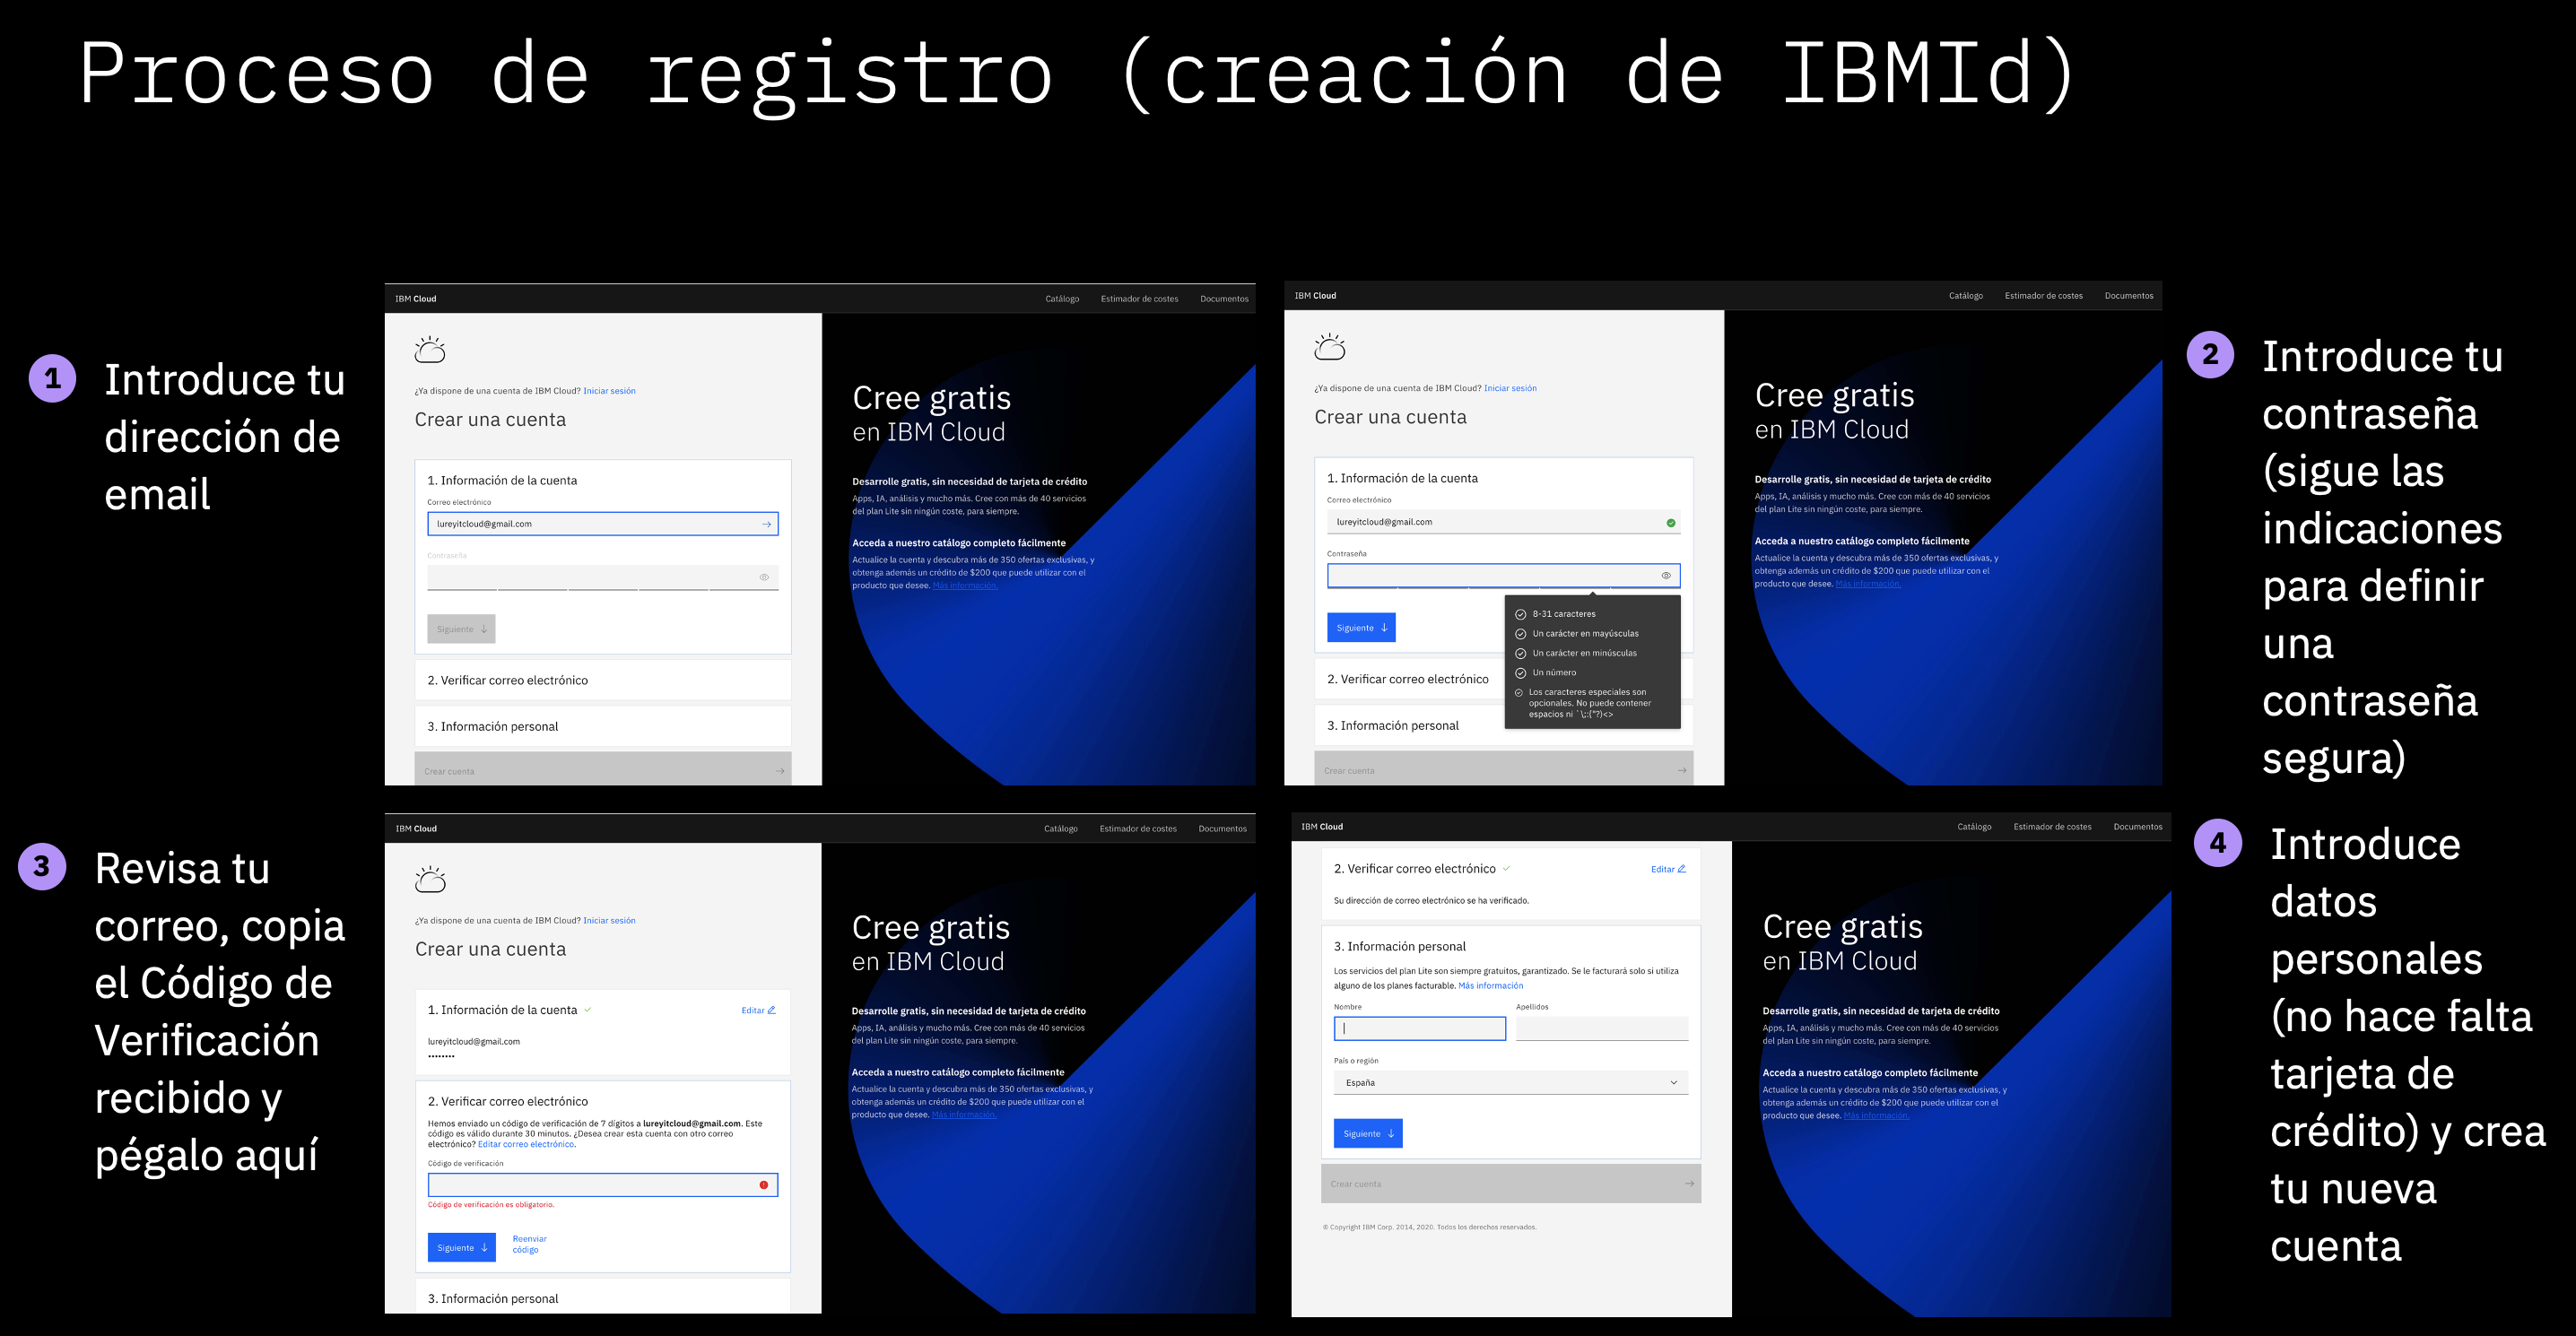 Proceso de registro (creación de IBMId)
1
Introduce tu
dirección de
email
IBM Cloud
Catálogo
Estimador de costes
Documentos
¿Ya dispone de una cuenta de IBM Cloud? Iniciar sesión
Crear una cuenta
1. Información de la cuenta
Correo electrónico
lureyitcloud@gmail.com
Contraseña
Siguiente
2. Verificar correo electrónico
3. Información personal
Crear cuenta
Cree gratis
en IBM Cloud
Desarrolle gratis, sin necesidad de tarjeta de crédito
Apps, IA, análisis y mucho más. Cree con más de 40 servicios
del plan Lite sin ningún coste, para siempre.
Acceda a nuestro catálogo completo fácilmente
Actualice la cuenta y descubra más de 350 ofertas exclusivas, y
obtenga además un crédito de $200 que puede utilizar con el
producto que desee. Más información.
2
Introduce tu
contraseña
(sigue las
indicaciones
para definir
una
contraseña
segura)
IBM Cloud
Catálogo
Estimador de costes
Documentos
¿Ya dispone de una cuenta de IBM Cloud? Iniciar sesión
Crear una cuenta
1. Información de la cuenta
Correo electrónico
lureyitcloud@gmail.com
Contraseña
Siguiente
8-31 caracteres
Un carácter en mayúsculas
Un carácter en minúsculas
Un número
Los caracteres especiales son
opcionales. No puede contener
espacios ni `\;:("?)<>
2. Verificar correo electrónico
3. Información personal
Crear cuenta
Cree gratis
en IBM Cloud
Desarrolle gratis, sin necesidad de tarjeta de crédito
Apps, IA, análisis y mucho más. Cree con más de 40 servicios
del plan Lite sin ningún coste, para siempre.
Acceda a nuestro catálogo completo fácilmente
Actualice la cuenta y descubra más de 350 ofertas exclusivas, y
obtenga además un crédito de $200 que puede utilizar con el
producto que desee. Más información.
3
Revisa tu
correo, copia
el Código de
Verificación
recibido y
pégalo aquí
IBM Cloud
Catálogo
Estimador de costes
Documentos
¿Ya dispone de una cuenta de IBM Cloud? Iniciar sesión
Crear una cuenta
1. Información de la cuenta
Editar
lureyitcloud@gmail.com
••••••••
2. Verificar correo electrónico
Hemos enviado un código de verificación de 7 dígitos a lureyitcloud@gmail.com. Este
código es válido durante 30 minutos. ¿Desea crear esta cuenta con otro correo
electrónico? Editar correo electrónico.
Código de verificación
Código de verificación es obligatorio.
Siguiente
Reenviar
código
3. Información personal
Cree gratis
en IBM Cloud
Desarrolle gratis, sin necesidad de tarjeta de crédito
Apps, IA, análisis y mucho más. Cree con más de 40 servicios
del plan Lite sin ningún coste, para siempre.
Acceda a nuestro catálogo completo fácilmente
Actualice la cuenta y descubra más de 350 ofertas exclusivas, y
obtenga además un crédito de $200 que puede utilizar con el
producto que desee. Más información.
4
Introduce
datos
personales
(no hace falta
tarjeta de
crédito) y crea
tu nueva
cuenta
IBM Cloud
Catálogo
Estimador de costes
Documentos
2. Verificar correo electrónico
Editar
Su dirección de correo electrónico se ha verificado.
3. Información personal
Los servicios del plan Lite son siempre gratuitos, garantizado. Se le facturará solo si utiliza
alguno de los planes facturable. Más información
Nombre
Apellidos
País o región
España
Siguiente
Crear cuenta
© Copyright IBM Corp. 2014, 2020. Todos los derechos reservados.
Cree gratis
en IBM Cloud
Desarrolle gratis, sin necesidad de tarjeta de crédito
Apps, IA, análisis y mucho más. Cree con más de 40 servicios
del plan Lite sin ningún coste, para siempre.
Acceda a nuestro catálogo completo fácilmente
Actualice la cuenta y descubra más de 350 ofertas exclusivas, y
obtenga además un crédito de $200 que puede utilizar con el
producto que desee. Más información.